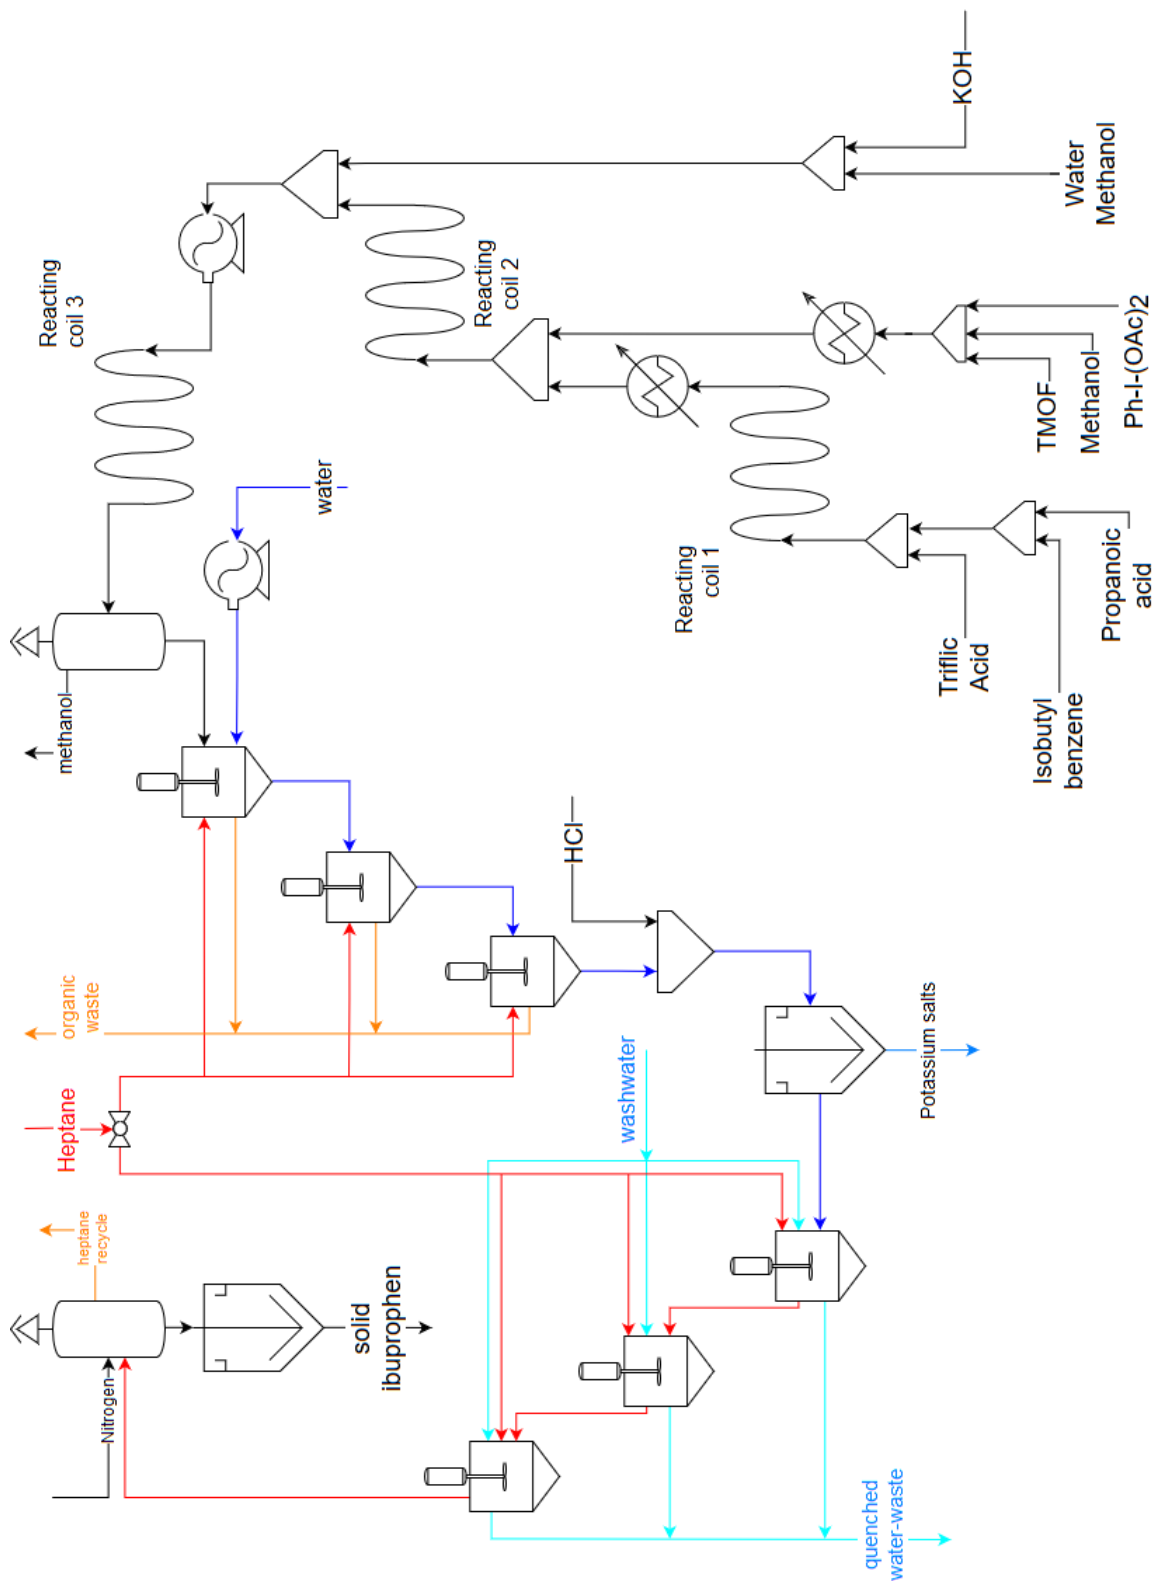 KOH
Water
Methanol
Reacting
coil 3
Reacting
coil 2
TMOF
Methanol
Ph-I-(OAc)2
water
Reacting
coil 1
Triflic
Acid
Propanoic
acid
Isobutyl
benzene
methanol
HCl
organic
waste
Heptane
washwater
Potassium salts
heptane
recycle
Nitrogen
solid
ibuprophen
quenched
water-waste